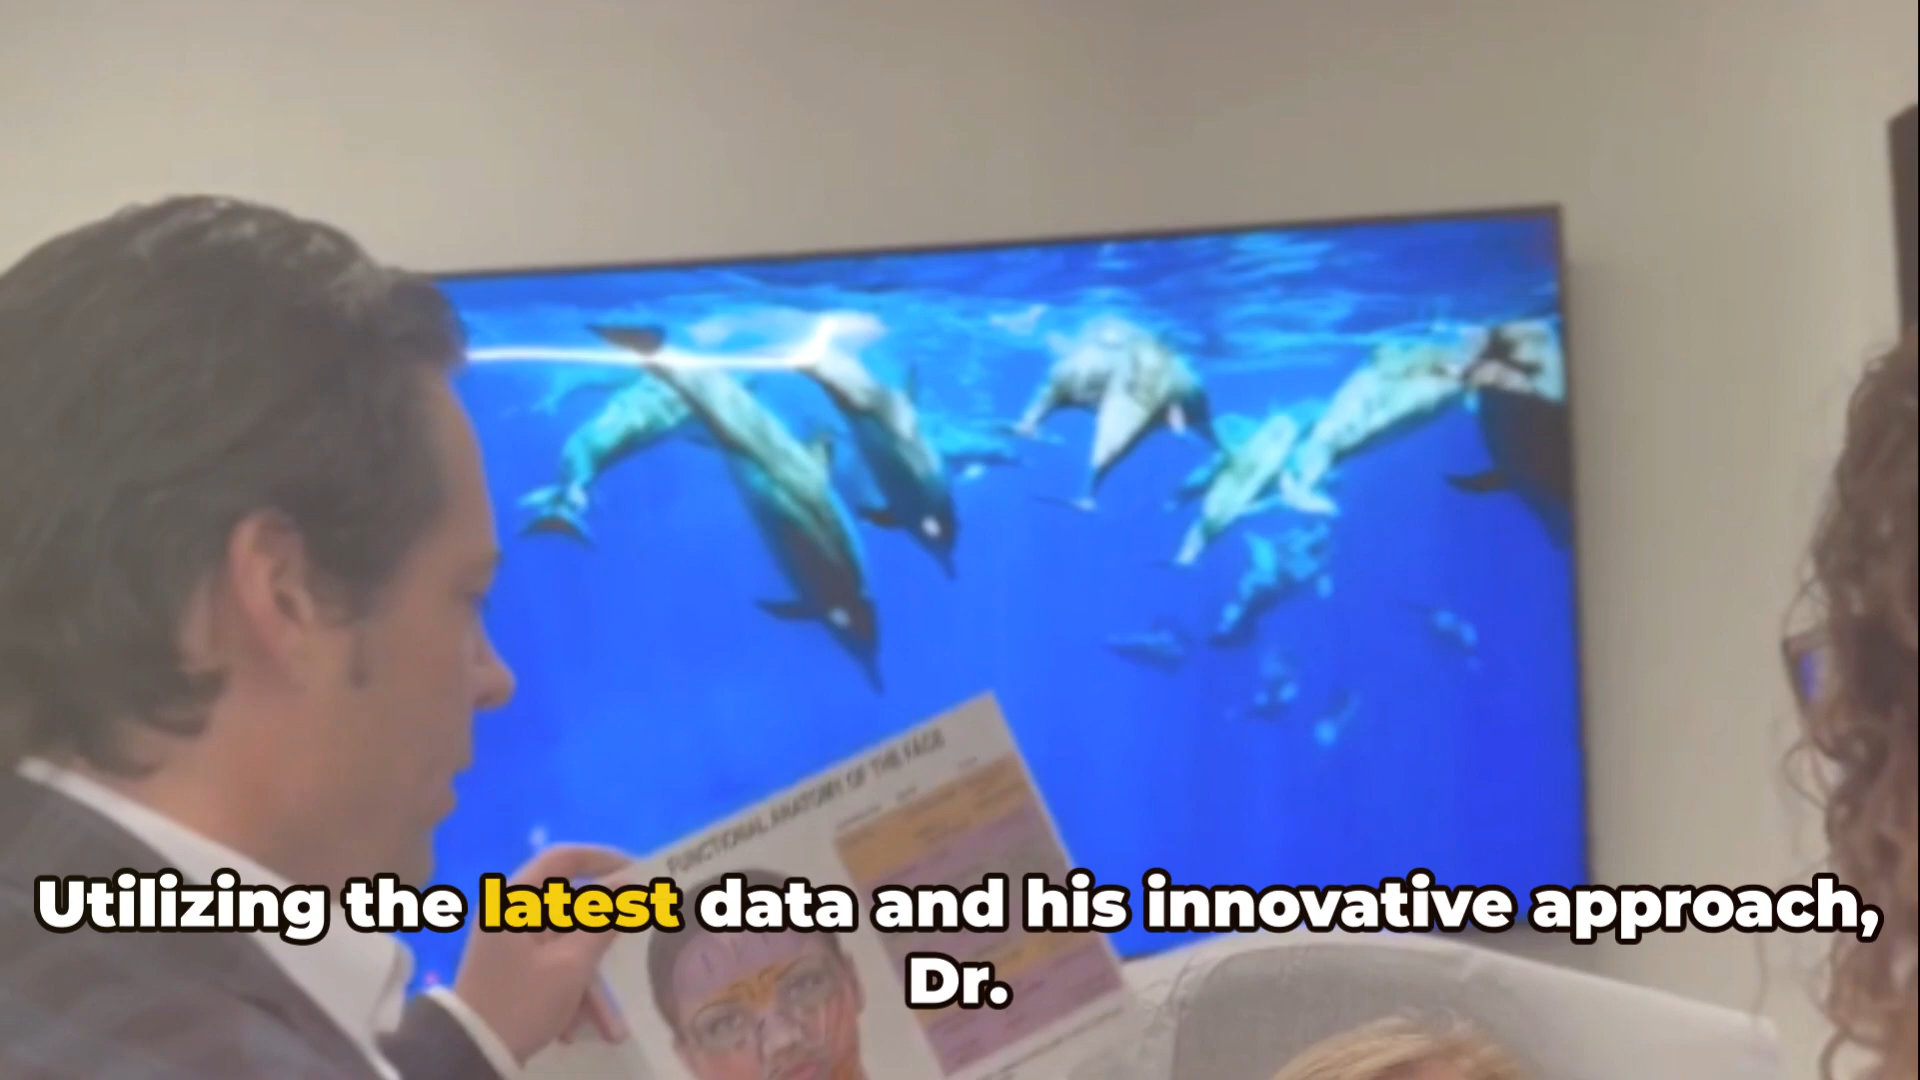 FUNCTIONAL ANATOMY OF THE FACE
Utilizing the latest data and his innovative approach,
Dr.